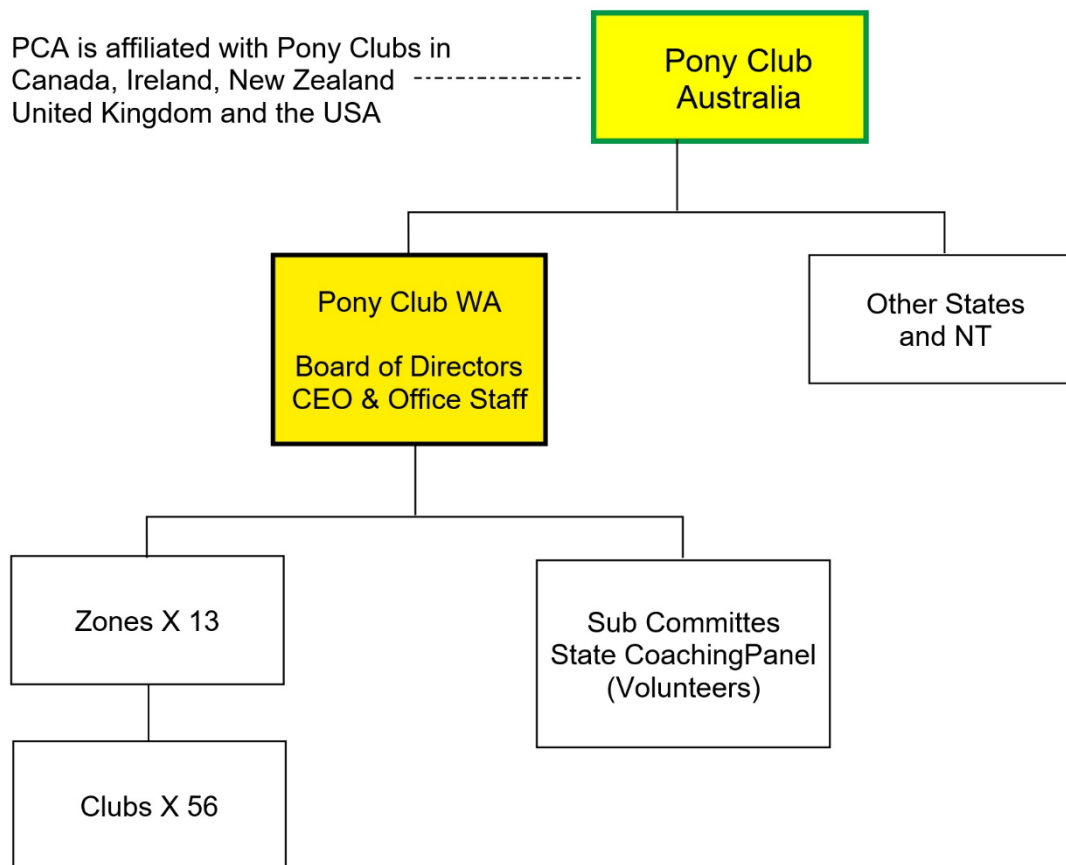 PCA is affiliated with Pony Clubs in
Canada, Ireland, New Zealand
United Kingdom and the USA
Pony Club
Australia
Pony Club WA
Board of Directors
CEO & Office Staff
Other States
and NT
Zones X 13
Sub Committes
State CoachingPanel
(Volunteers)
Clubs X 56